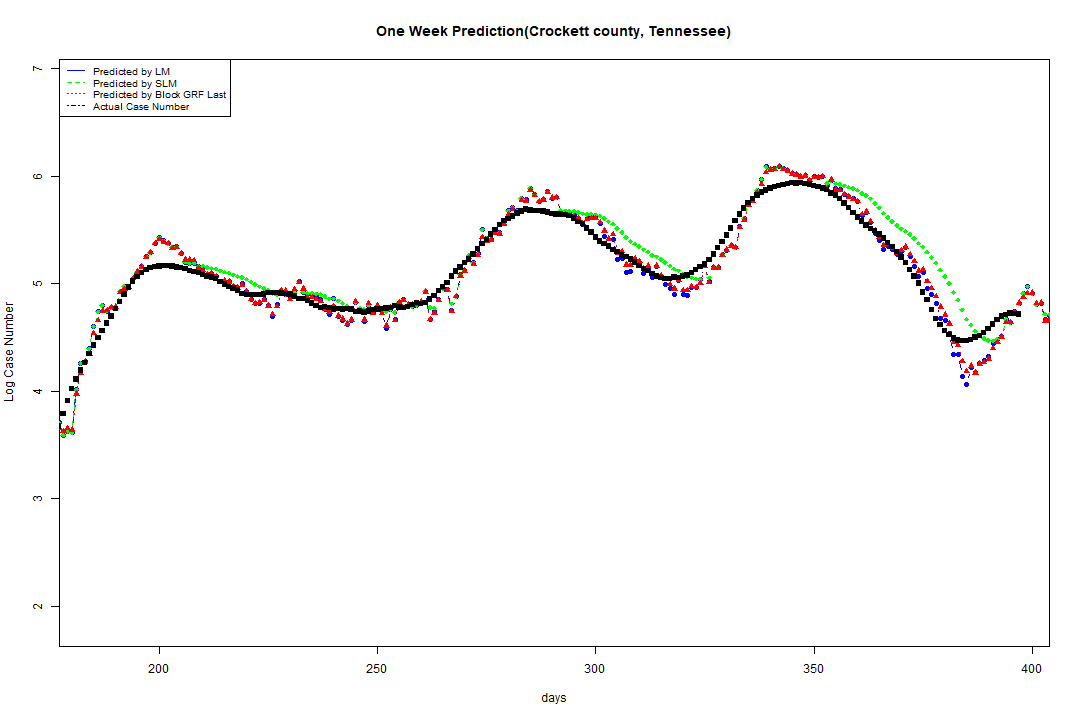 One Week Prediction(Crockett county, Tennessee)
Predicted by LM
Predicted by SLM
Predicted by Block GRF Last
Actual Case Number
7
6
5
4
3
2
Log Case Number
200 250 300 350 400
days